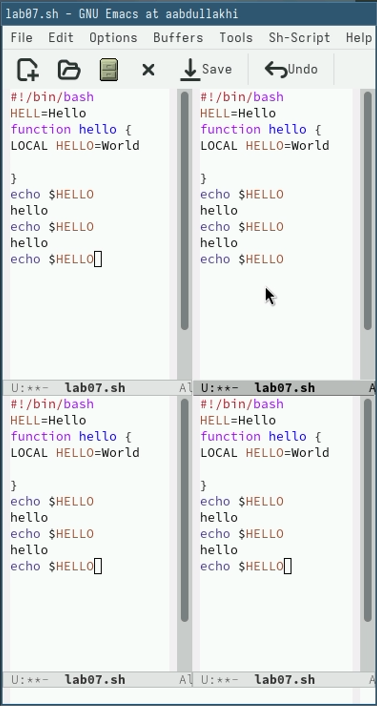 lab07.sh - GNU Emacs at aabdullakhi
File Edit Options Buffers Tools Sh-Script Help
Save Undo
#!/bin/bash
HELL=Hello
function hello {
LOCAL HELLO=World
}
echo $HELLO
hello
echo $HELLO
hello
echo $HELLO
U:**- lab07.sh Al
#!/bin/bash
HELL=Hello
function hello {
LOCAL HELLO=World
}
echo $HELLO
hello
echo $HELLO
hello
echo $HELLO
U:**- lab07.sh A
#!/bin/bash
HELL=Hello
function hello {
LOCAL HELLO=World
}
echo $HELLO
hello
echo $HELLO
hello
echo $HELLO
U:**- lab07.sh Al
#!/bin/bash
HELL=Hello
function hello {
LOCAL HELLO=World
}
echo $HELLO
hello
echo $HELLO
hello
echo $HELLO
U:**- lab07.sh A